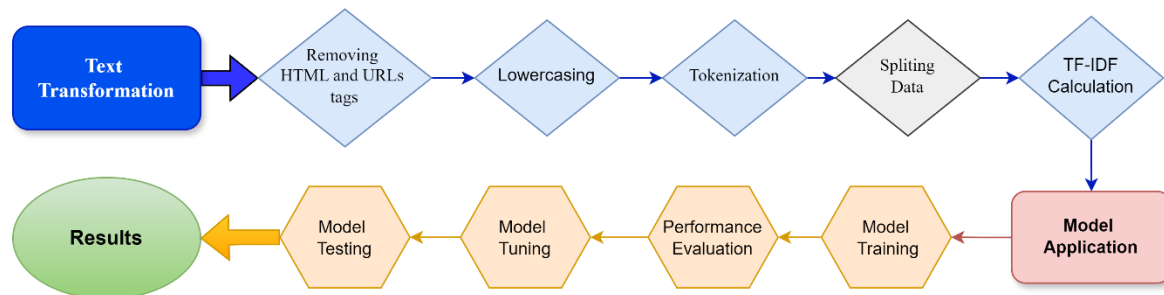 Text
Transformation
Removing
HTML and URLs
tags
Lowercasing
Tokenization
Spliting
Data
TF-IDF
Calculation
Model
Application
Model
Training
Performance
Evaluation
Model
Tuning
Model
Testing
Results